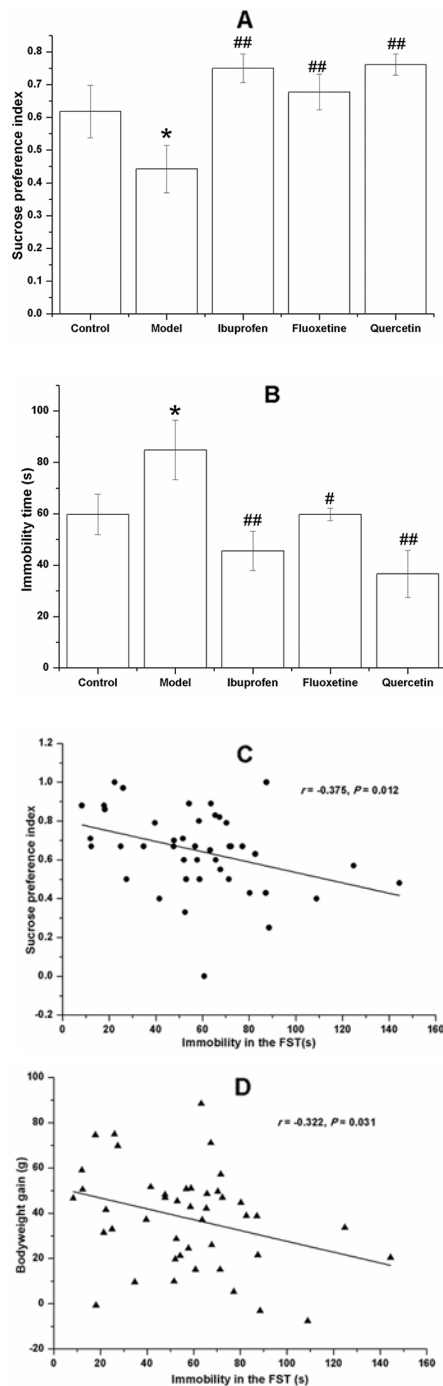 A
Sucrose preference index
0.8
0.7
0.6
0.5
0.4
0.3
0.2
0.1
0.0
*
##
##
##
Control Model Ibuprofen Fluoxetine Quercetin
B
Immobility time (s)
100
80
60
40
20
0
*
##
#
##
Control Model Ibuprofen Fluoxetine Quercetin
C
r = -0.375, P = 0.012
Sucrose preference index
1.2
1.0
0.8
0.6
0.4
0.2
0.0
-0.2
0 20 40 60 80 100 120 140 160
Immobility in the FST(s)
D
r = -0.322, P = 0.031
Bodyweight gain (g)
100
80
60
40
20
0
-20
0 20 40 60 80 100 120 140 160
Immobility in the FST (s)